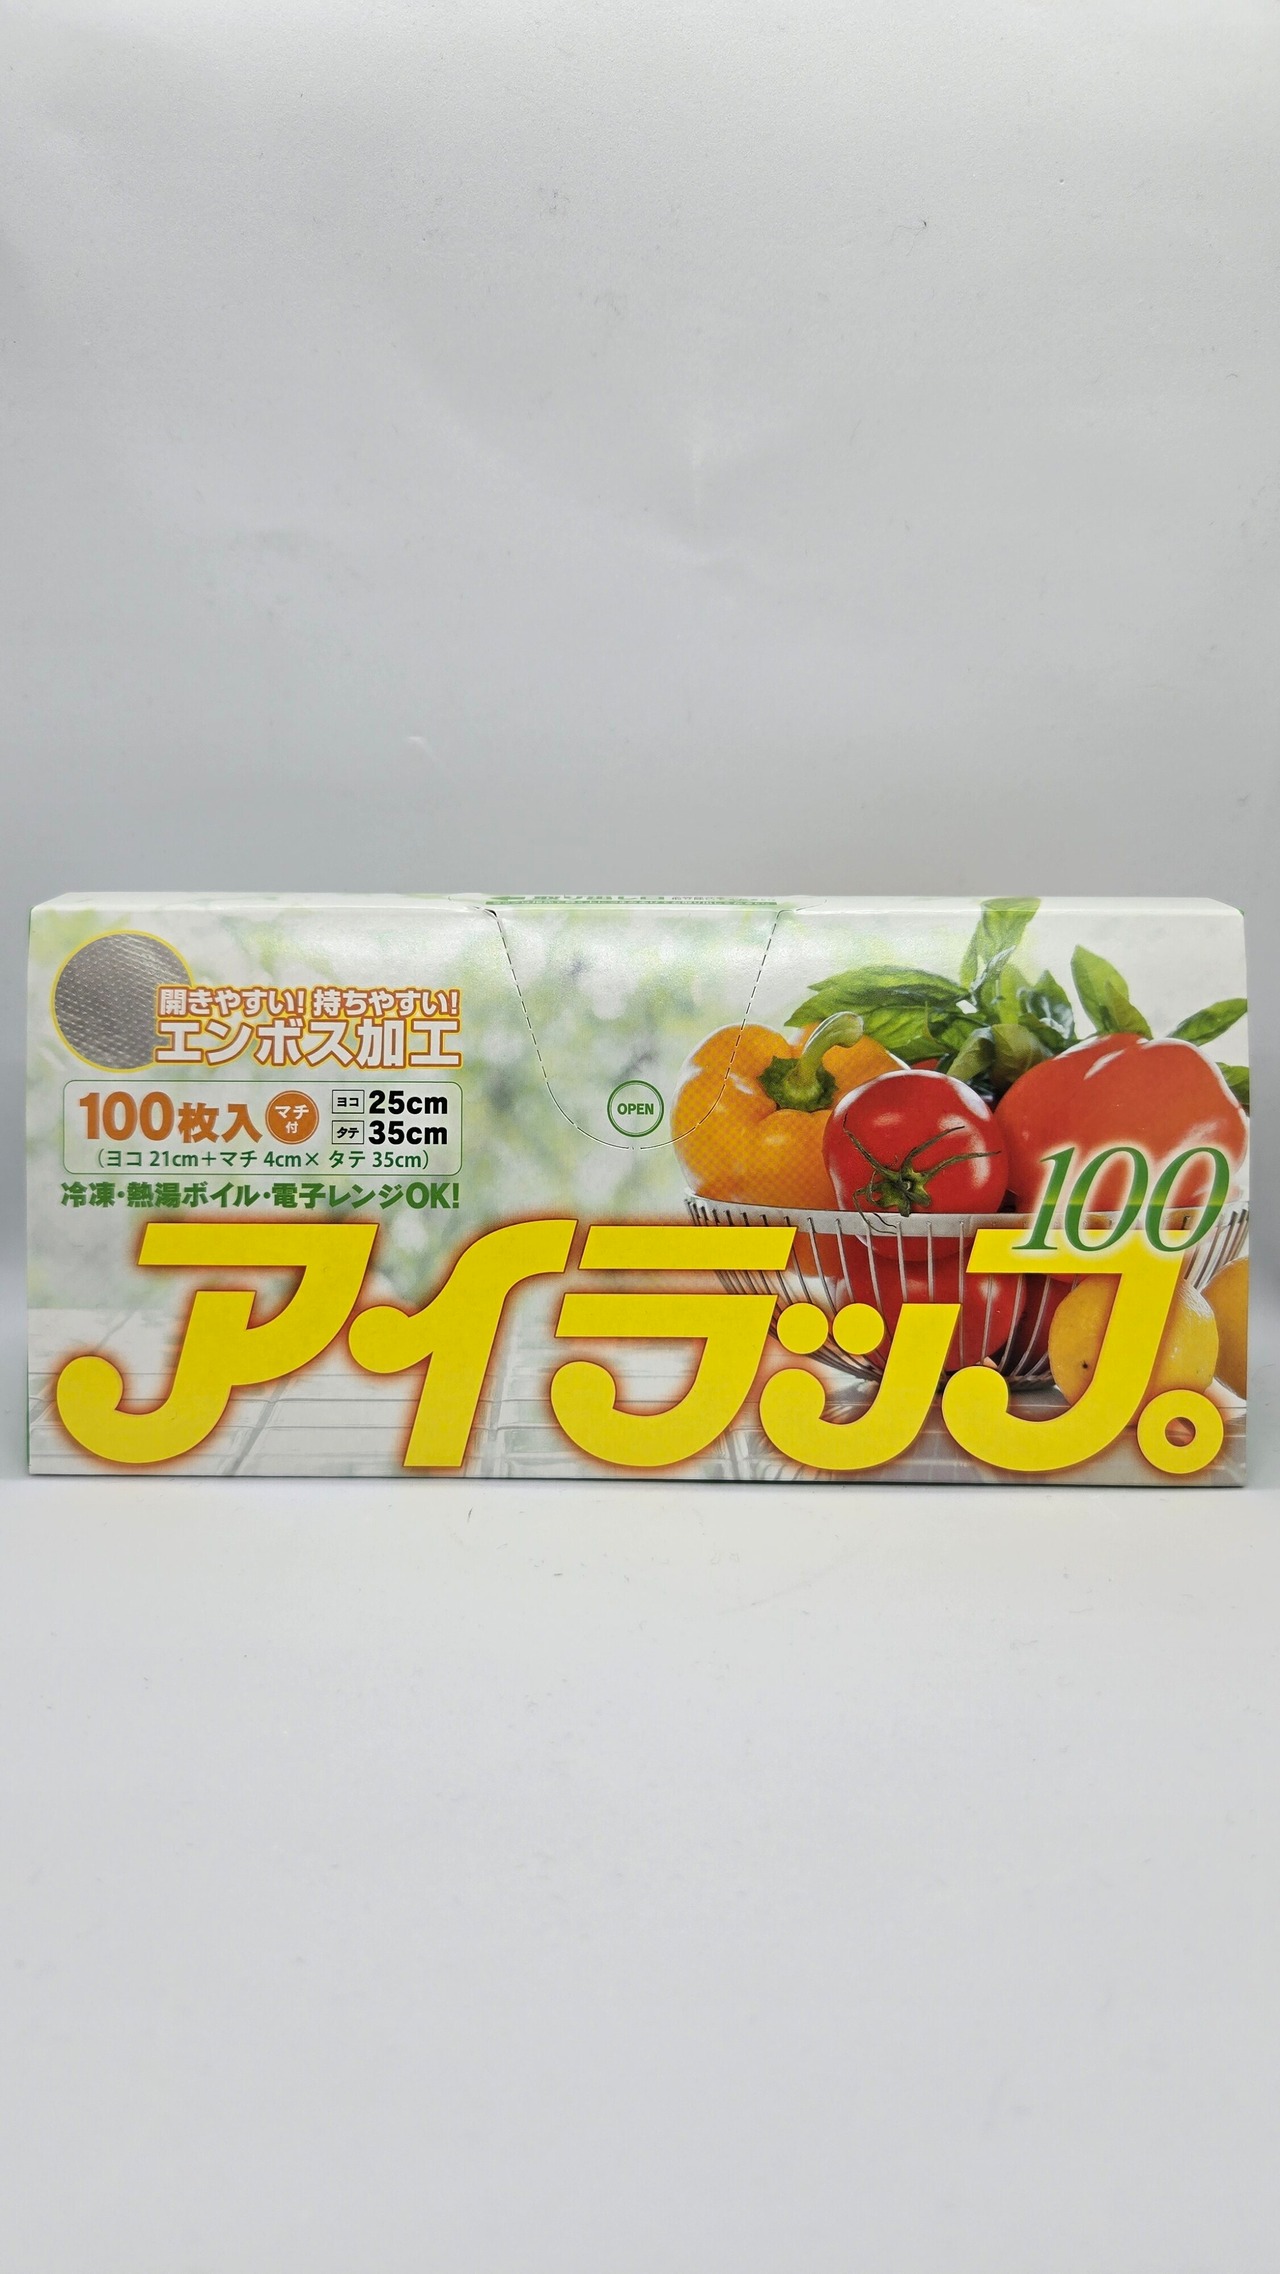 開きやすい!持ちやすい!
エンボス加工
100枚入 マチ付 ヨコ 25cm
タテ 35cm
(ヨコ 21cm+マチ 4cm× タテ 35cm)
冷凍・熱湯ボイル・電子レンジOK!
OPEN
100
アイラップ。